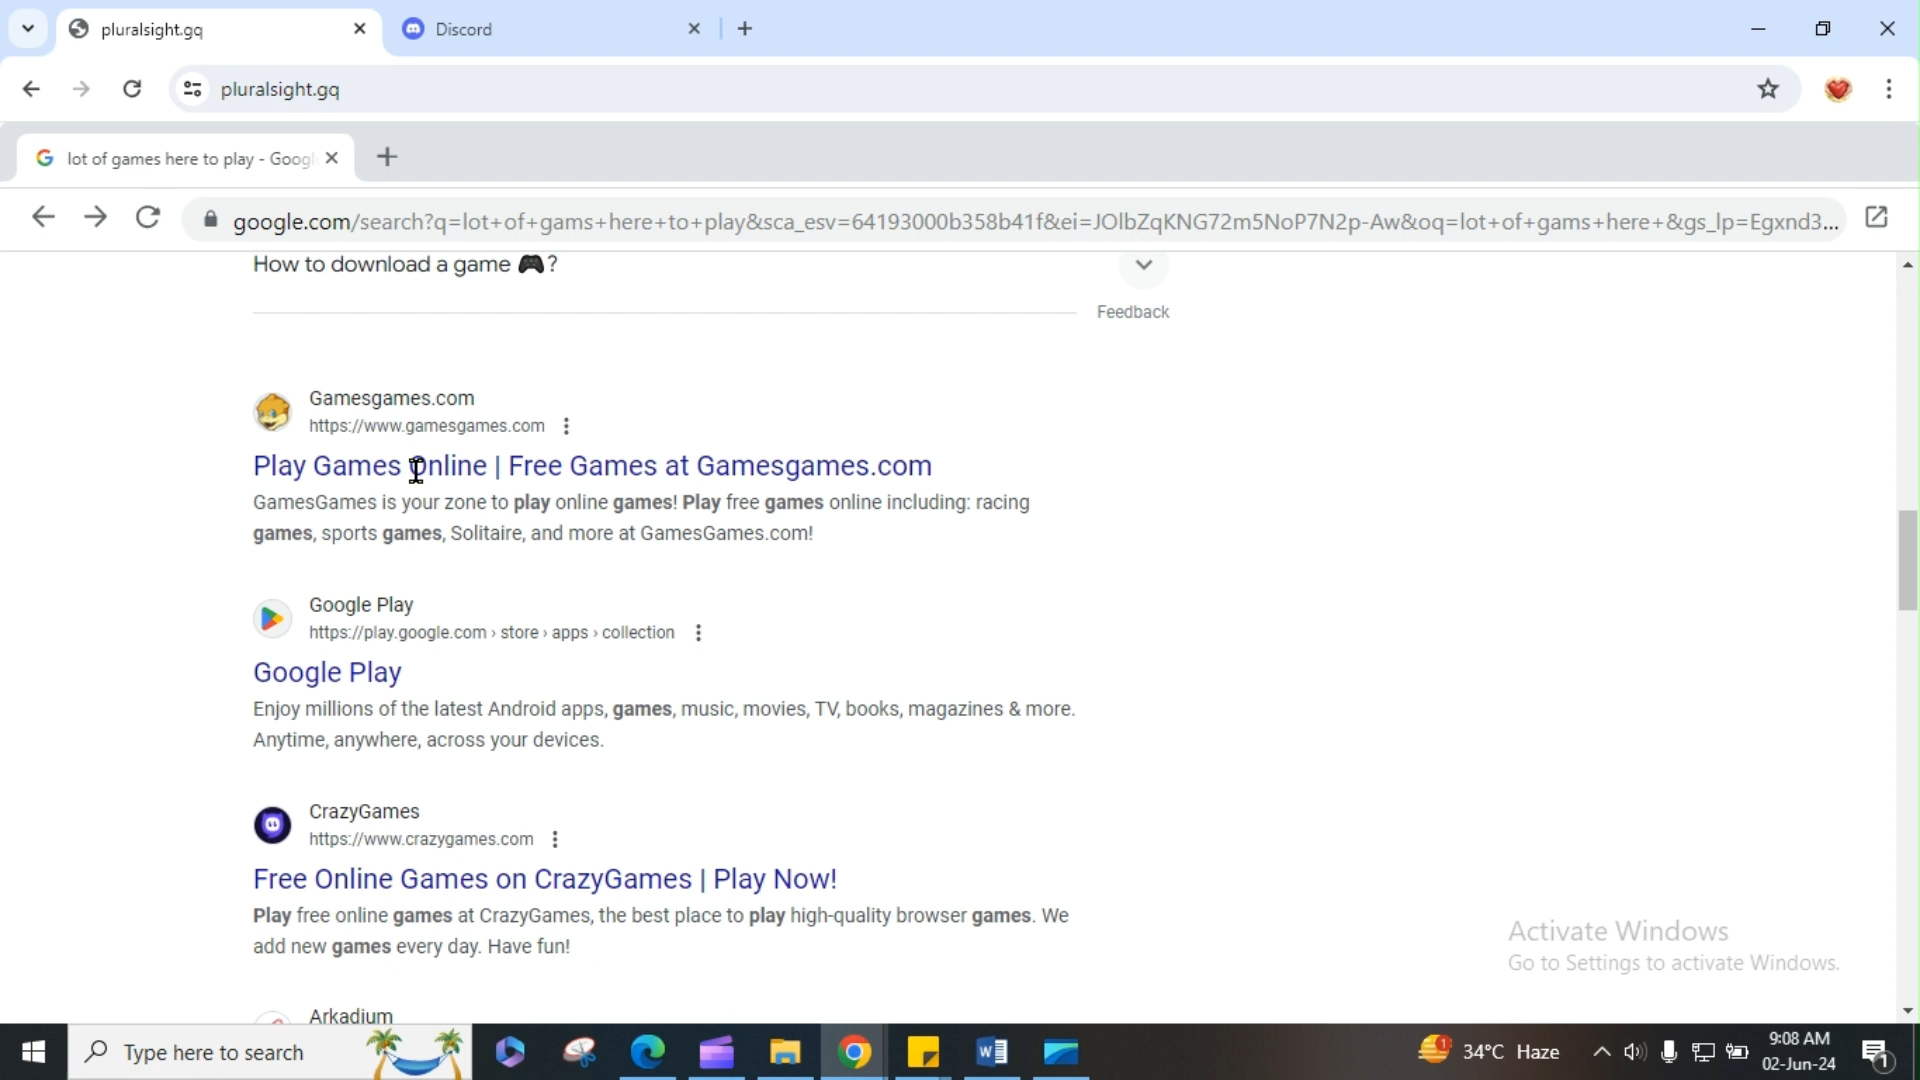 pluralsight.gq
Discord
pluralsight.gq
lot of games here to play - Googl
google.com/search?q=lot+of+gams+here+to+play&sca_esv=64193000b358b41f&ei=JOlbZqKNG72m5NoP7N2p-Aw&oq=lot+of+gams+here+&gs_lp=Egxnd3...
How to download a game 🎮?
Feedback
Gamesgames.com
https://www.gamesgames.com
Play Games Online | Free Games at Gamesgames.com
GamesGames is your zone to play online games! Play free games online including: racing
games, sports games, Solitaire, and more at GamesGames.com!
Google Play
https://play.google.com › store › apps › collection
Google Play
Enjoy millions of the latest Android apps, games, music, movies, TV, books, magazines & more.
Anytime, anywhere, across your devices.
CrazyGames
https://www.crazygames.com
Free Online Games on CrazyGames | Play Now!
Play free online games at CrazyGames, the best place to play high-quality browser games. We
add new games every day. Have fun!
Arkadium
Activate Windows
Go to Settings to activate Windows.
Type here to search
1
34°C Haze
9:08 AM
02-Jun-24
1